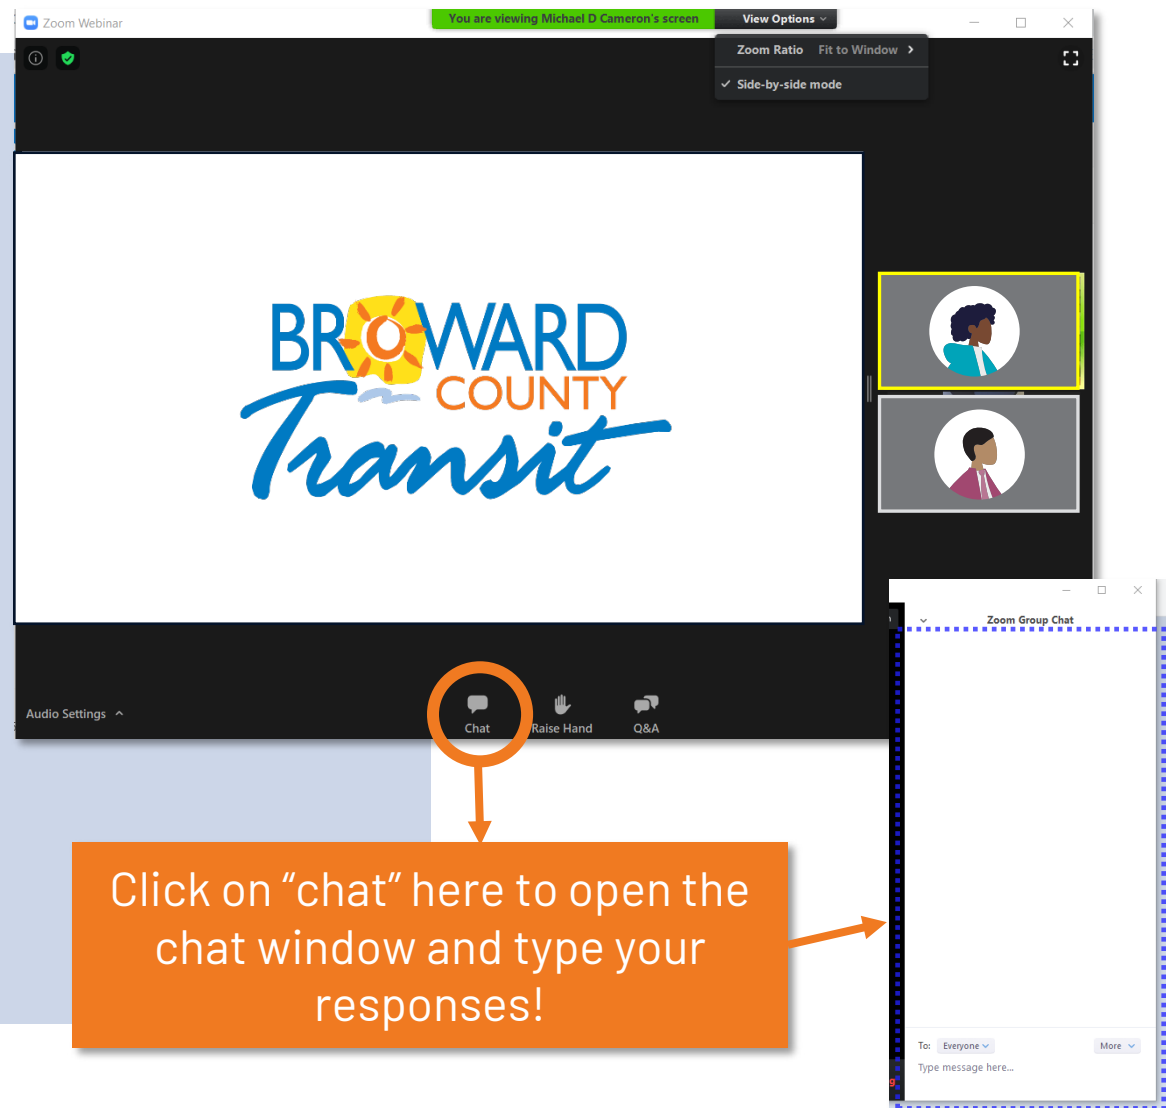 Zoom Webinar
You are viewing Michael D Cameron's screen
View Options
Zoom Ratio Fit to Window
Side-by-side mode
BROWARD
COUNTY
Transit
Audio Settings
Chat
Raise Hand
Q&A
Zoom Group Chat
Click on “chat” here to open the
chat window and type your
responses!
To: Everyone
More
Type message here...